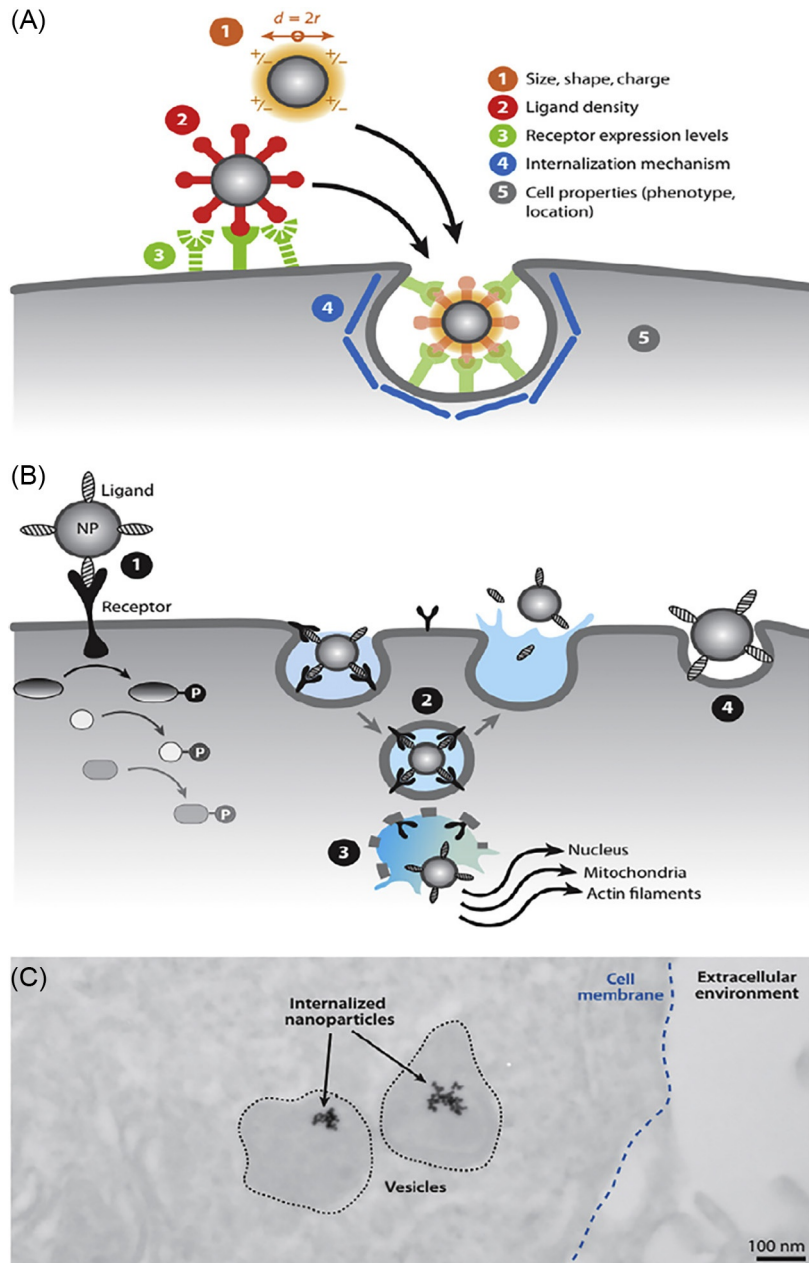 (A)
d = 2r
1
+/–
+/–
+/–
+/–
2
3
4
5
1 Size, shape, charge
2 Ligand density
3 Receptor expression levels
4 Internalization mechanism
5 Cell properties (phenotype,
location)
(B)
Ligand
NP
1
Receptor
P
P
P
2
3
4
Nucleus
Mitochondria
Actin filaments
(C)
Internalized
nanoparticles
Vesicles
Cell
membrane
Extracellular
environment
100 nm